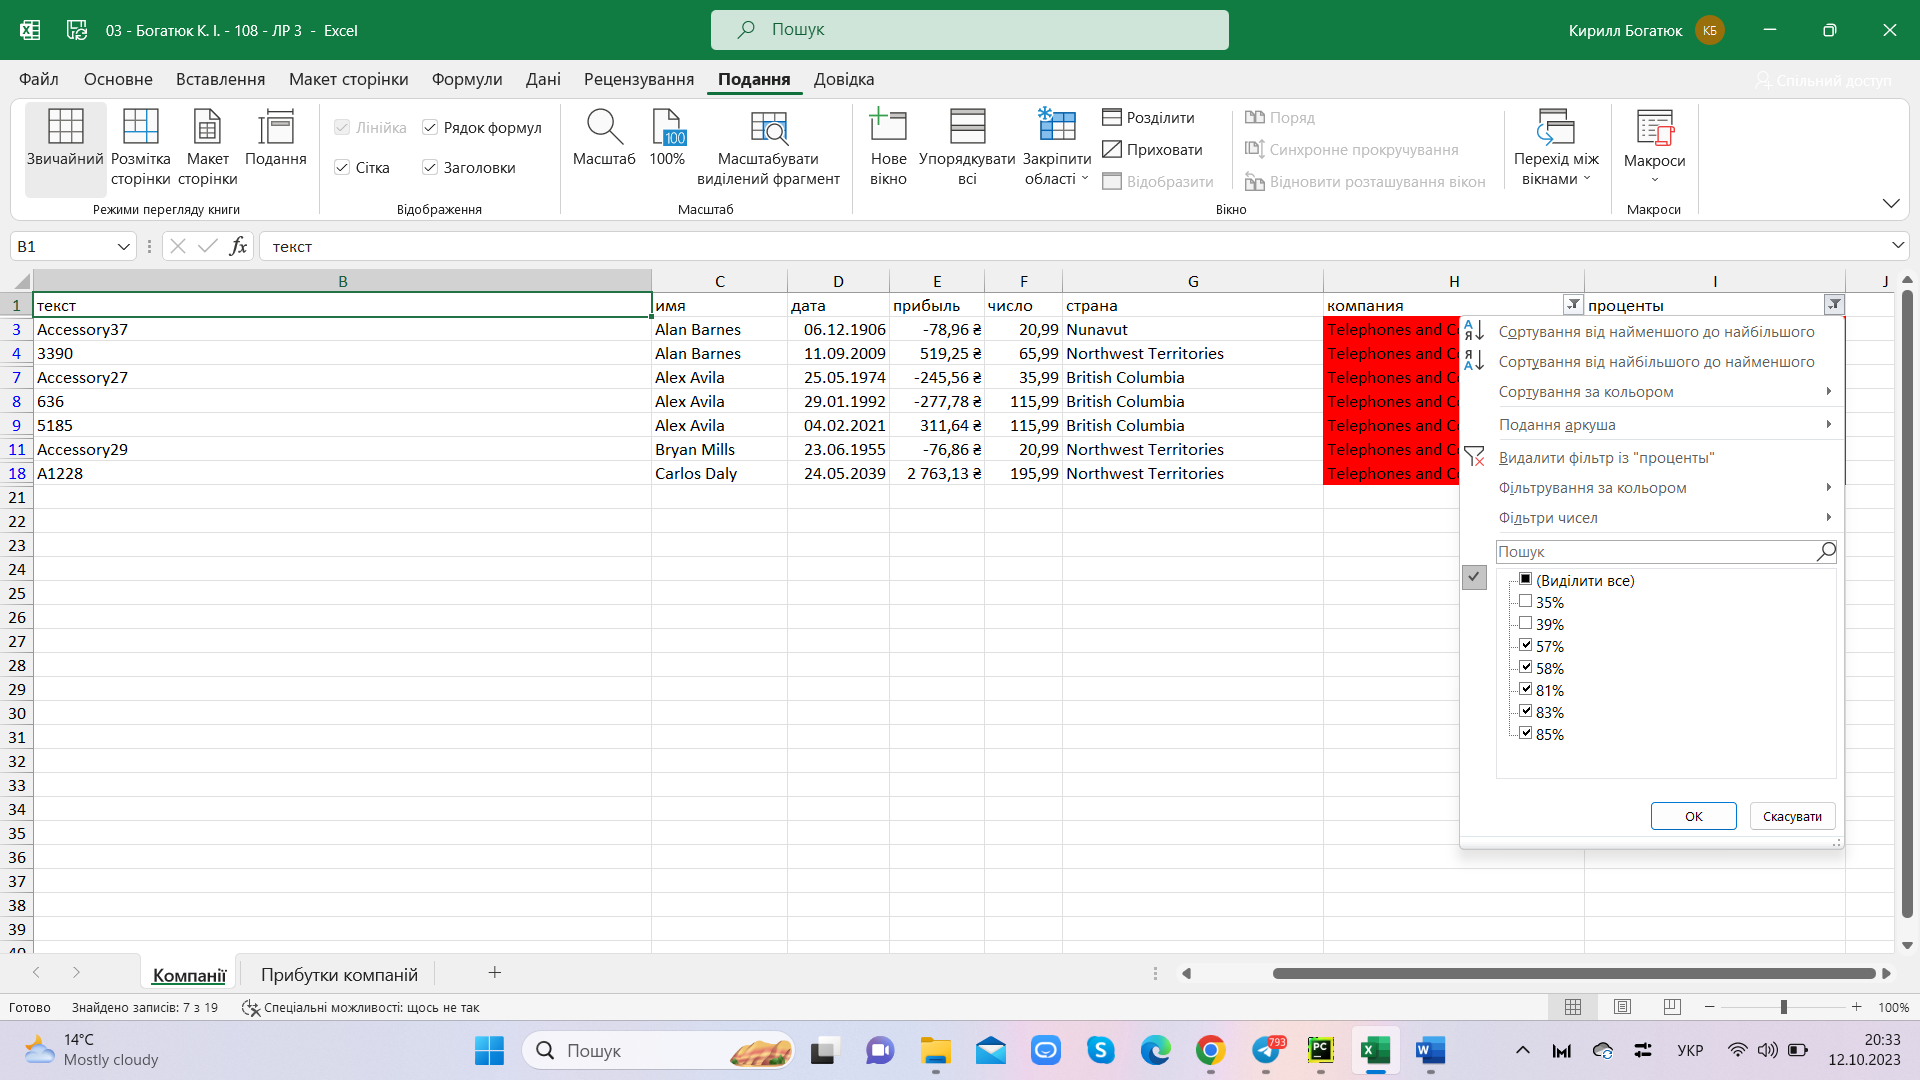 03 - Богатюк К. І. - 108 - ЛР 3 - Excel
Пошук
Кирилл Богатюк
КБ
Файл Основне Вставлення Макет сторінки Формули Дані Рецензування Подання Довідка
Спільний доступ
Звичайний
Розмітка сторінки
Макет сторінки
Подання
Режими перегляду книги
Лінійка
Рядок формул
Сітка
Заголовки
Відображення
Масштаб
100
100%
Масштабувати виділений фрагмент
Масштаб
Нове вікно
Упорядкувати всі
Закріпити області
Розділити
Приховати
Відобразити
Поряд
Синхронне прокручування
Відновити розташування вікон
Вікно
Перехід між вікнами
Макроси
Макроси
B1
fx
текст
B C D E F G H I J
1 текст имя дата прибыль число страна компания проценты
3 Accessory37 Alan Barnes 06.12.1906 -78,96 ₴ 20,99 Nunavut Telephones and C
4 3390 Alan Barnes 11.09.2009 519,25 ₴ 65,99 Northwest Territories Telephones and C
7 Accessory27 Alex Avila 25.05.1974 -245,56 ₴ 35,99 British Columbia Telephones and C
8 636 Alex Avila 29.01.1992 -277,78 ₴ 115,99 British Columbia Telephones and C
9 5185 Alex Avila 04.02.2021 311,64 ₴ 115,99 British Columbia Telephones and C
11 Accessory29 Bryan Mills 23.06.1955 -76,86 ₴ 20,99 Northwest Territories Telephones and C
18 A1228 Carlos Daly 24.05.2039 2 763,13 ₴ 195,99 Northwest Territories Telephones and C
21
22
23
24
25
26
27
28
29
30
31
32
33
34
35
36
37
38
39
40
Сортування від найменшого до найбільшого
Сортування від найбільшого до найменшого
Сортування за кольором
Подання аркуша
Видалити фільтр із "проценты"
Фільтрування за кольором
Фільтри чисел
Пошук
(Виділити все)
35%
39%
57%
58%
81%
83%
85%
ОК
Скасувати
Компанії
Прибутки компаній
Готово
Знайдено записів: 7 з 19
Спеціальні можливості: щось не так
100%
14°C
Mostly cloudy
Пошук
793
PC
УКР
20:33
12.10.2023